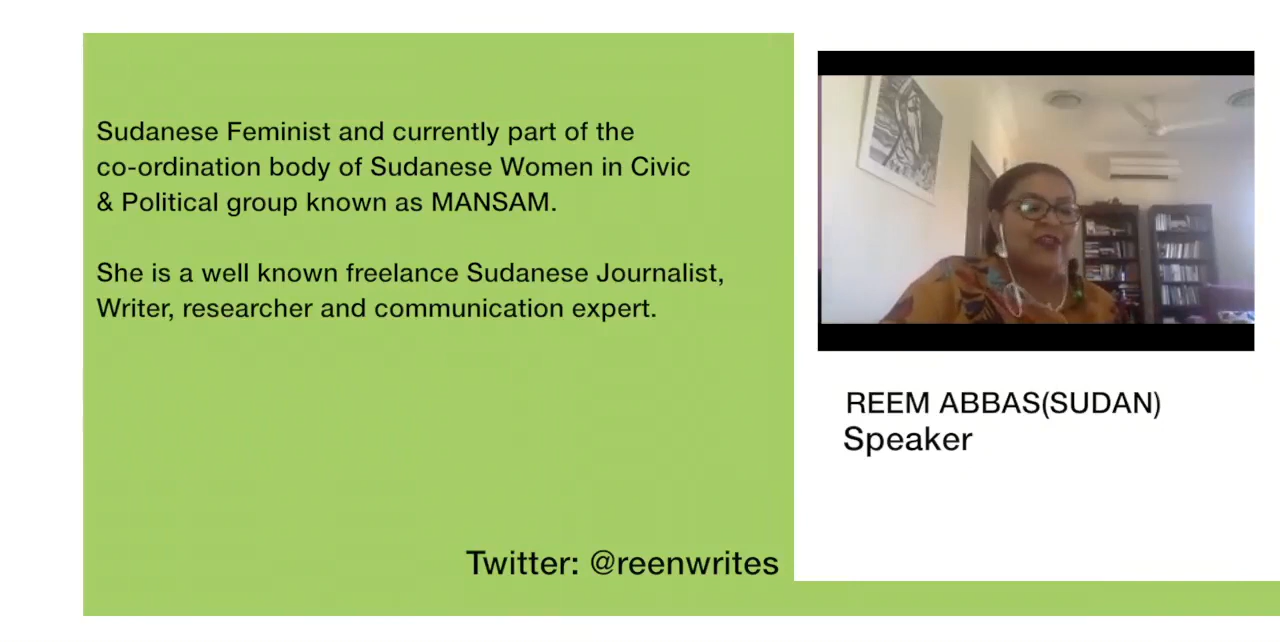 Sudanese Feminist and currently part of the
co-ordination body of Sudanese Women in Civic
& Political group known as MANSAM.
She is a well known freelance Sudanese Journalist,
Writer, researcher and communication expert.
Twitter: @reenwrites
REEM ABBAS(SUDAN)
Speaker